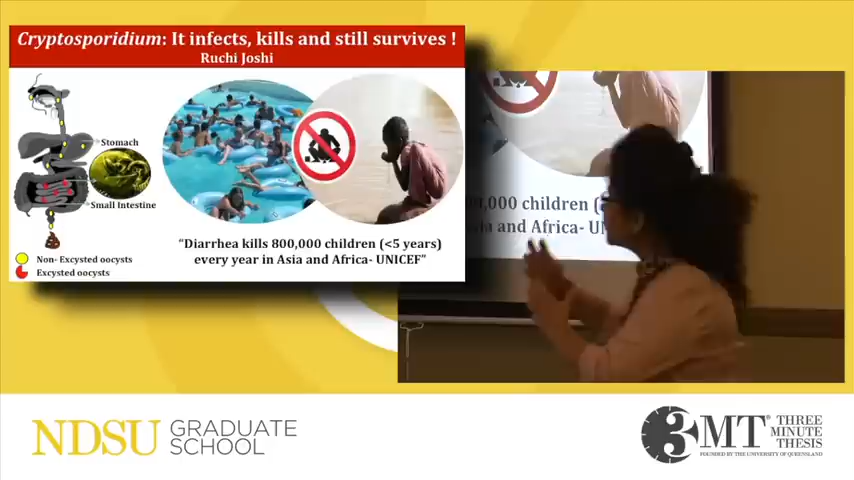 Cryptosporidium: It infects, kills and still survives !
Ruchi Joshi
Stomach
Small Intestine
Non- Excysted oocysts
Excysted oocysts
“Diarrhea kills 800,000 children (<5 years)
every year in Asia and Africa- UNICEF”
00,000 children (
ia and Africa- UN
NDSU GRADUATE
SCHOOL
3MT® THREE
MINUTE
THESIS
FOUNDED BY THE UNIVERSITY OF QUEENSLAND